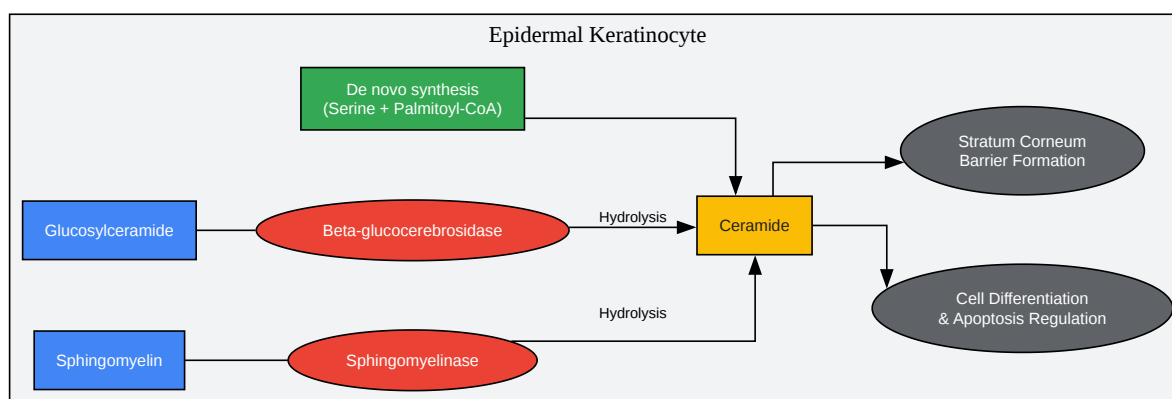 Epidermal Keratinocyte
De novo synthesis
(Serine + Palmitoyl-CoA)
Stratum Corneum
Barrier Formation
Glucosylceramide
Beta-glucocerebrosidase
Hydrolysis
Ceramide
Cell Differentiation
& Apoptosis Regulation
Hydrolysis
Sphingomyelin
Sphingomyelinase